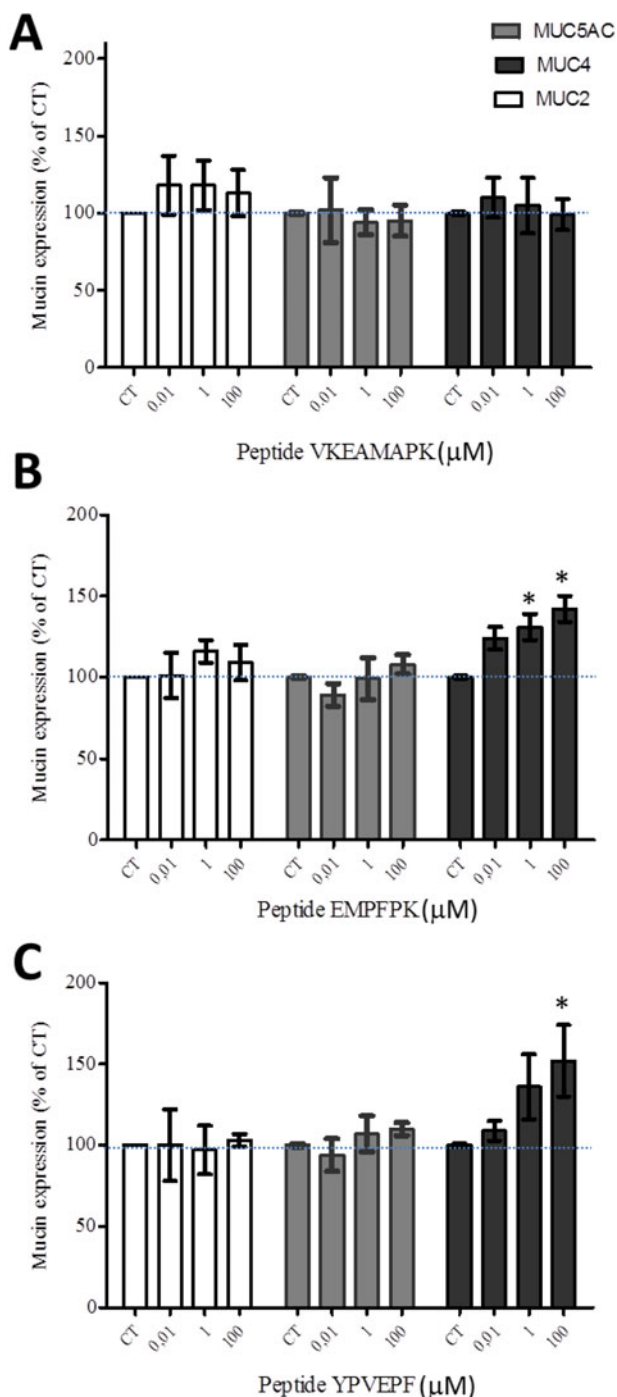 A
MUC5AC
MUC4
MUC2
Mucin expression (% of CT)
200
150
100
50
0
CT 0.01 1 100 CT 0.01 1 100 CT 0.01 1 100
Peptide VKEAMAPK (μM)
B
Mucin expression (% of CT)
200
150
100
50
0
* *
CT 0,01 1 100 CT 0,01 1 100 CT 0,01 1 100
Peptide EMPFPK (μM)
C
Mucin expression (% of CT)
200
150
100
50
0
*
CT 0,01 1 100 CT 0,01 1 100 CT 0,01 1 100
Peptide YPVEPF (μM)